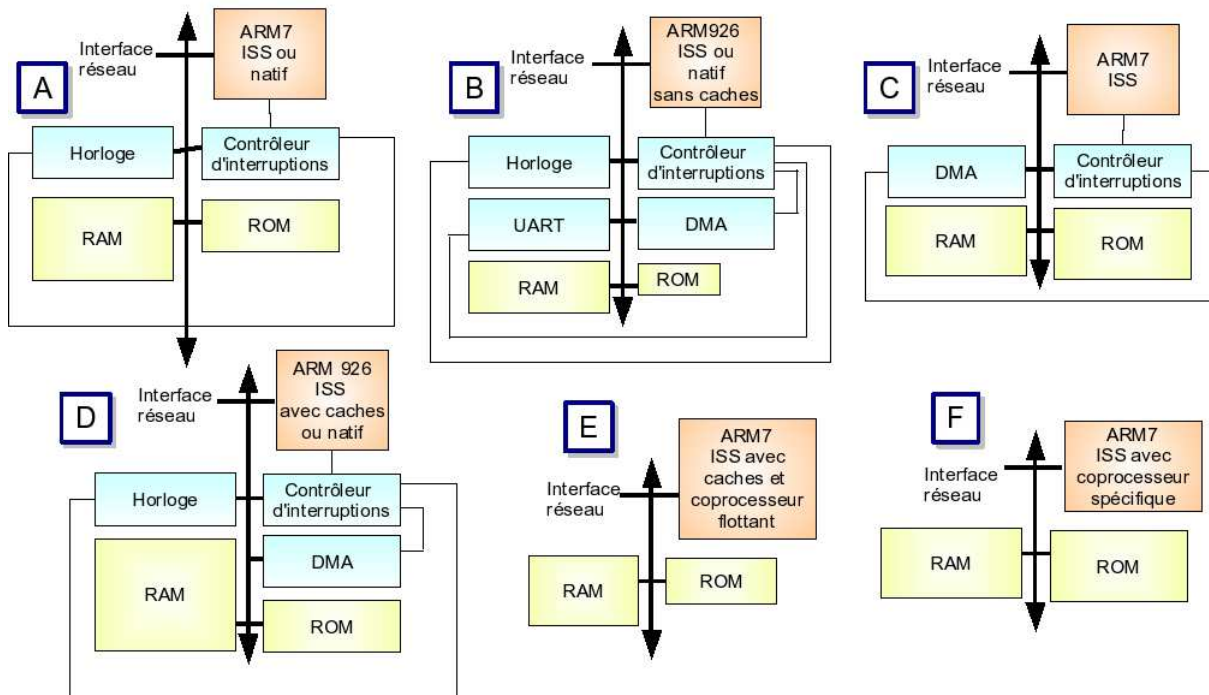 A
Interface
réseau
ARM7
ISS ou
natif
Horloge
Contrôleur
d'interruptions
RAM
ROM
B
Interface
réseau
ARM926
ISS ou
natif
sans caches
Horloge
Contrôleur
d'interruptions
UART
DMA
RAM
ROM
C
Interface
réseau
ARM7
ISS
DMA
Contrôleur
d'interruptions
RAM
ROM
D
Interface
réseau
ARM 926
ISS
avec caches
ou natif
Horloge
Contrôleur
d'interruptions
DMA
RAM
ROM
E
Interface
réseau
ARM7
ISS avec
caches et
coprocesseur
flottant
RAM
ROM
F
Interface
réseau
ARM7
ISS avec
coprocesseur
spécifique
RAM
ROM